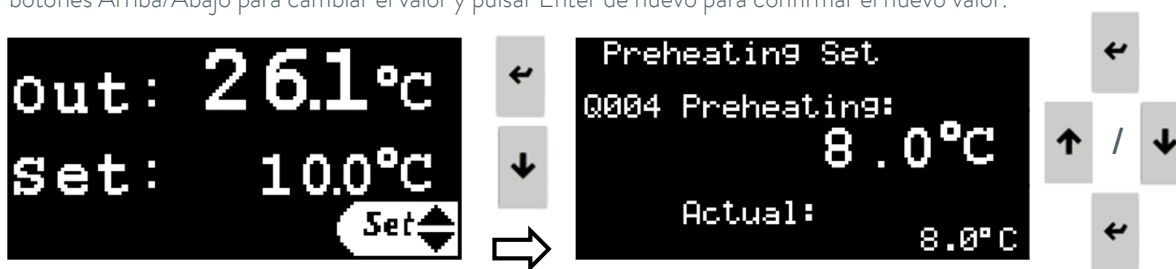 botones Arriba/Abajo para cambiar el valor y pulsar Enter de nuevo para confirmar el nuevo valor.
Out: 26.1°C
Set: 10.0°C
Set
Preheating Set
Q004 Preheating:
8.0°C
Actual:
8.0°C
/